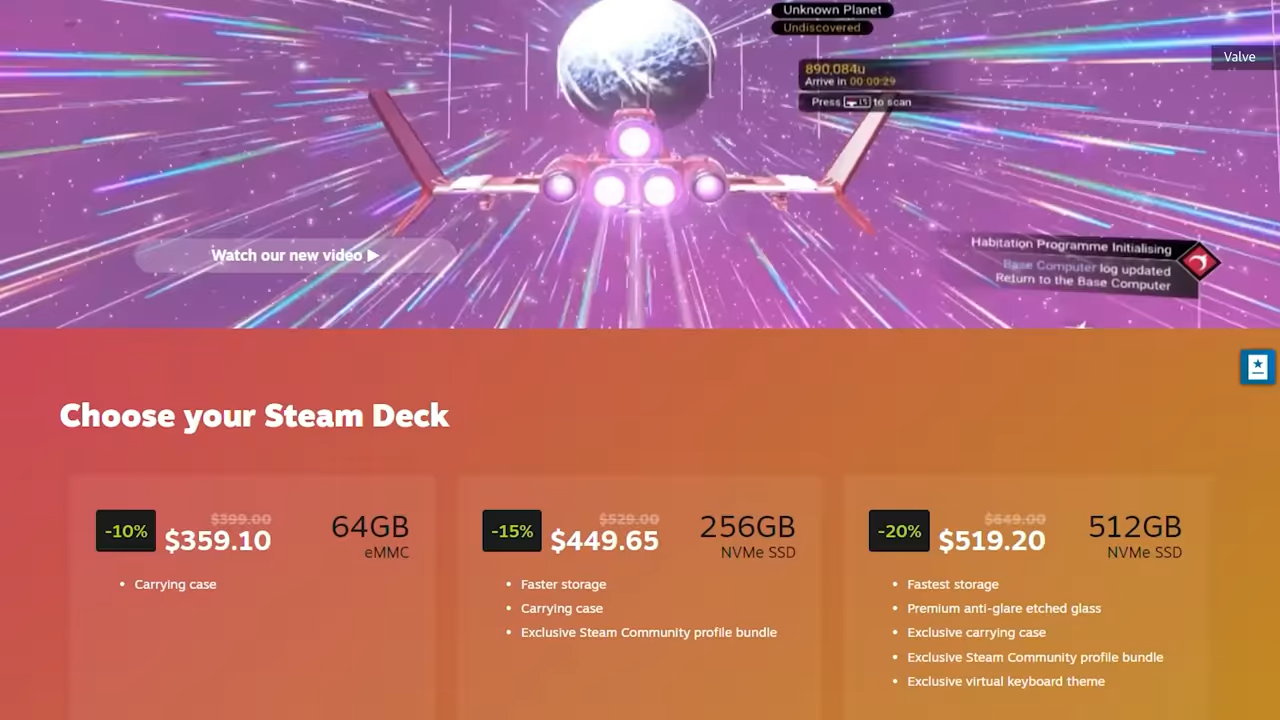 Unknown Planet
Undiscovered
Valve
890,084u
Arrive in 00:00:29
Press LS to scan
Habitation Programme Initialising
Watch our new video ▶
Base Computer log updated
Return to the Base Computer
Choose your Steam Deck
-10% $399.00 $359.10 64GB eMMC
• Carrying case
-15% $529.00 $449.65 256GB NVMe SSD
• Faster storage
• Carrying case
• Exclusive Steam Community profile bundle
-20% $649.00 $519.20 512GB NVMe SSD
• Fastest storage
• Premium anti-glare etched glass
• Exclusive carrying case
• Exclusive Steam Community profile bundle
• Exclusive virtual keyboard theme